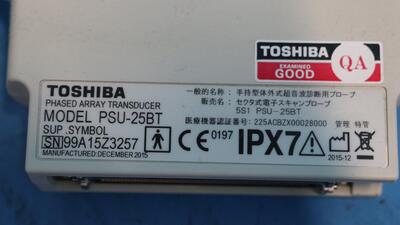 TOSHIBA
EXAMINED
GOOD
QA
TOSHIBA
PHASED ARRAY TRANSDUCER
MODEL PSU-25BT
SUP. SYMBOL
SN 99A15Z3257
MANUFACTURED: DECEMBER 2015
一般的名称: 手持型体外式超音波診断用プローブ
販売名: セクタ式電子スキャンプローブ
5S1 PSU-25BT
医療機器認証番号: 225ACBZX00028000 管理 特管
CE 0197 IPX7
2015-12